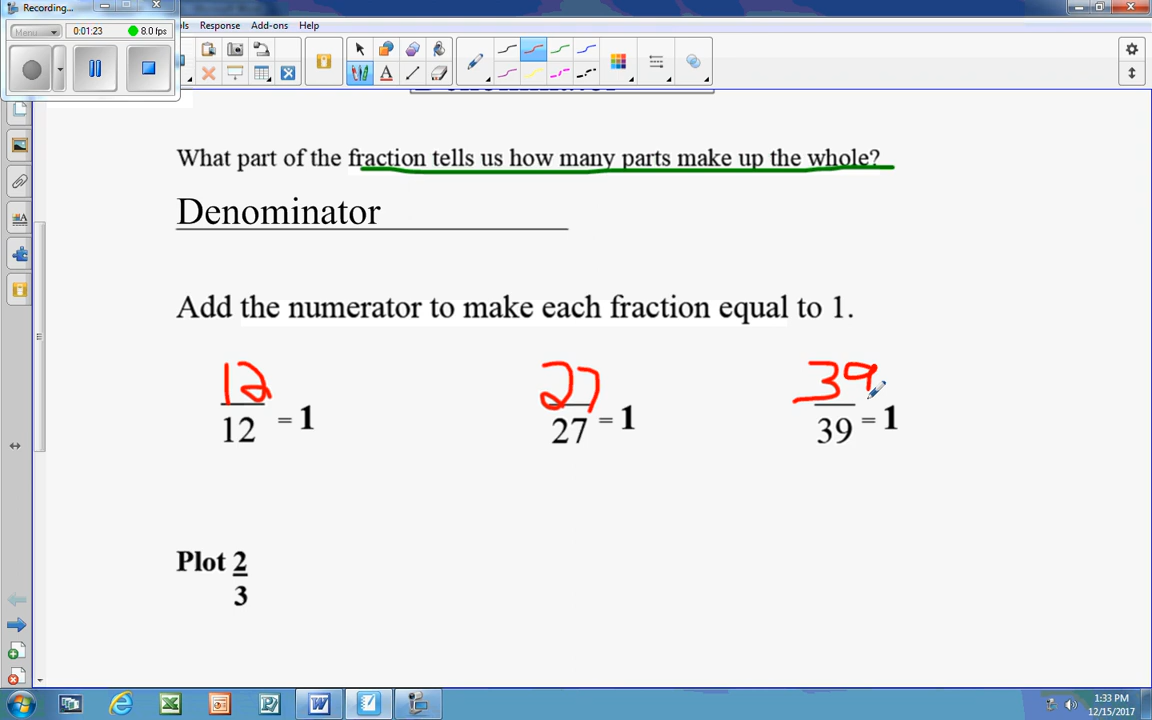 Recording...
Menu
0:01:23
8.0 fps
Response Add-ons Help
What part of the fraction tells us how many parts make up the whole?
Denominator
Add the numerator to make each fraction equal to 1.
12 27 39
12 = 1 27 = 1 39 = 1
Plot 2
3
1:33 PM
12/15/2017